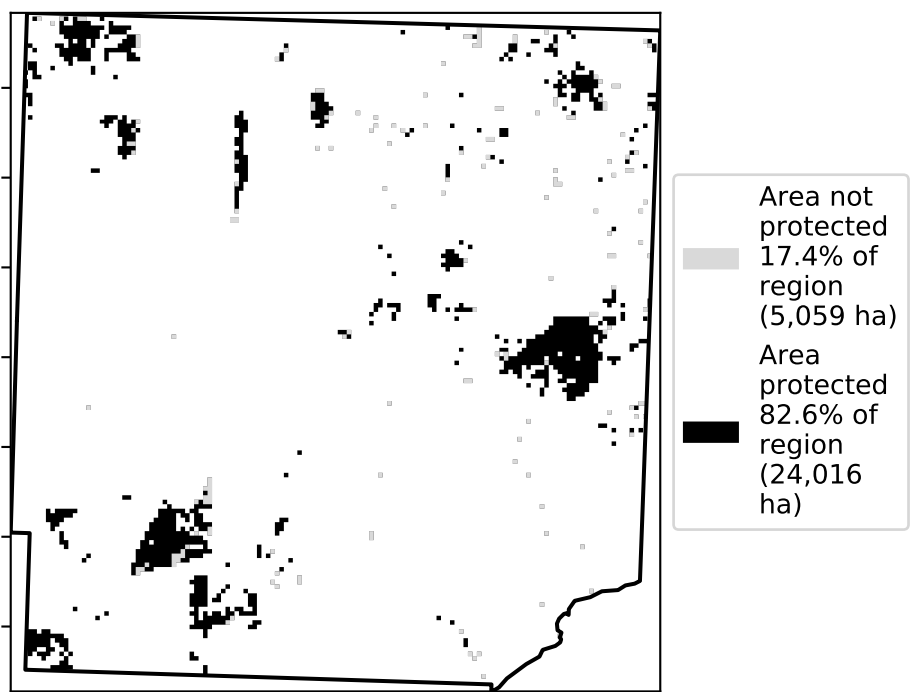 Area not
protected
17.4% of
region
(5,059 ha)
Area
protected
82.6% of
region
(24,016
ha)